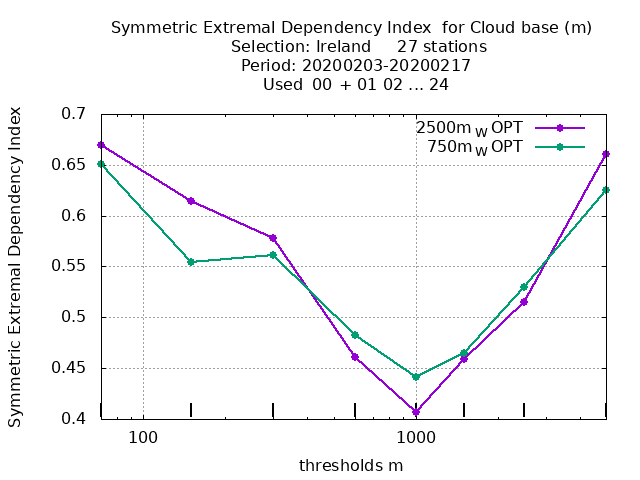 Symmetric Extremal Dependency Index for Cloud base (m)
Selection: Ireland 27 stations
Period: 20200203-20200217
Used 00 + 01 02 ... 24
Symmetric Extremal Dependency Index
0.7
0.65
0.6
0.55
0.5
0.45
0.4
2500m W OPT
750m W OPT
100 1000
thresholds m